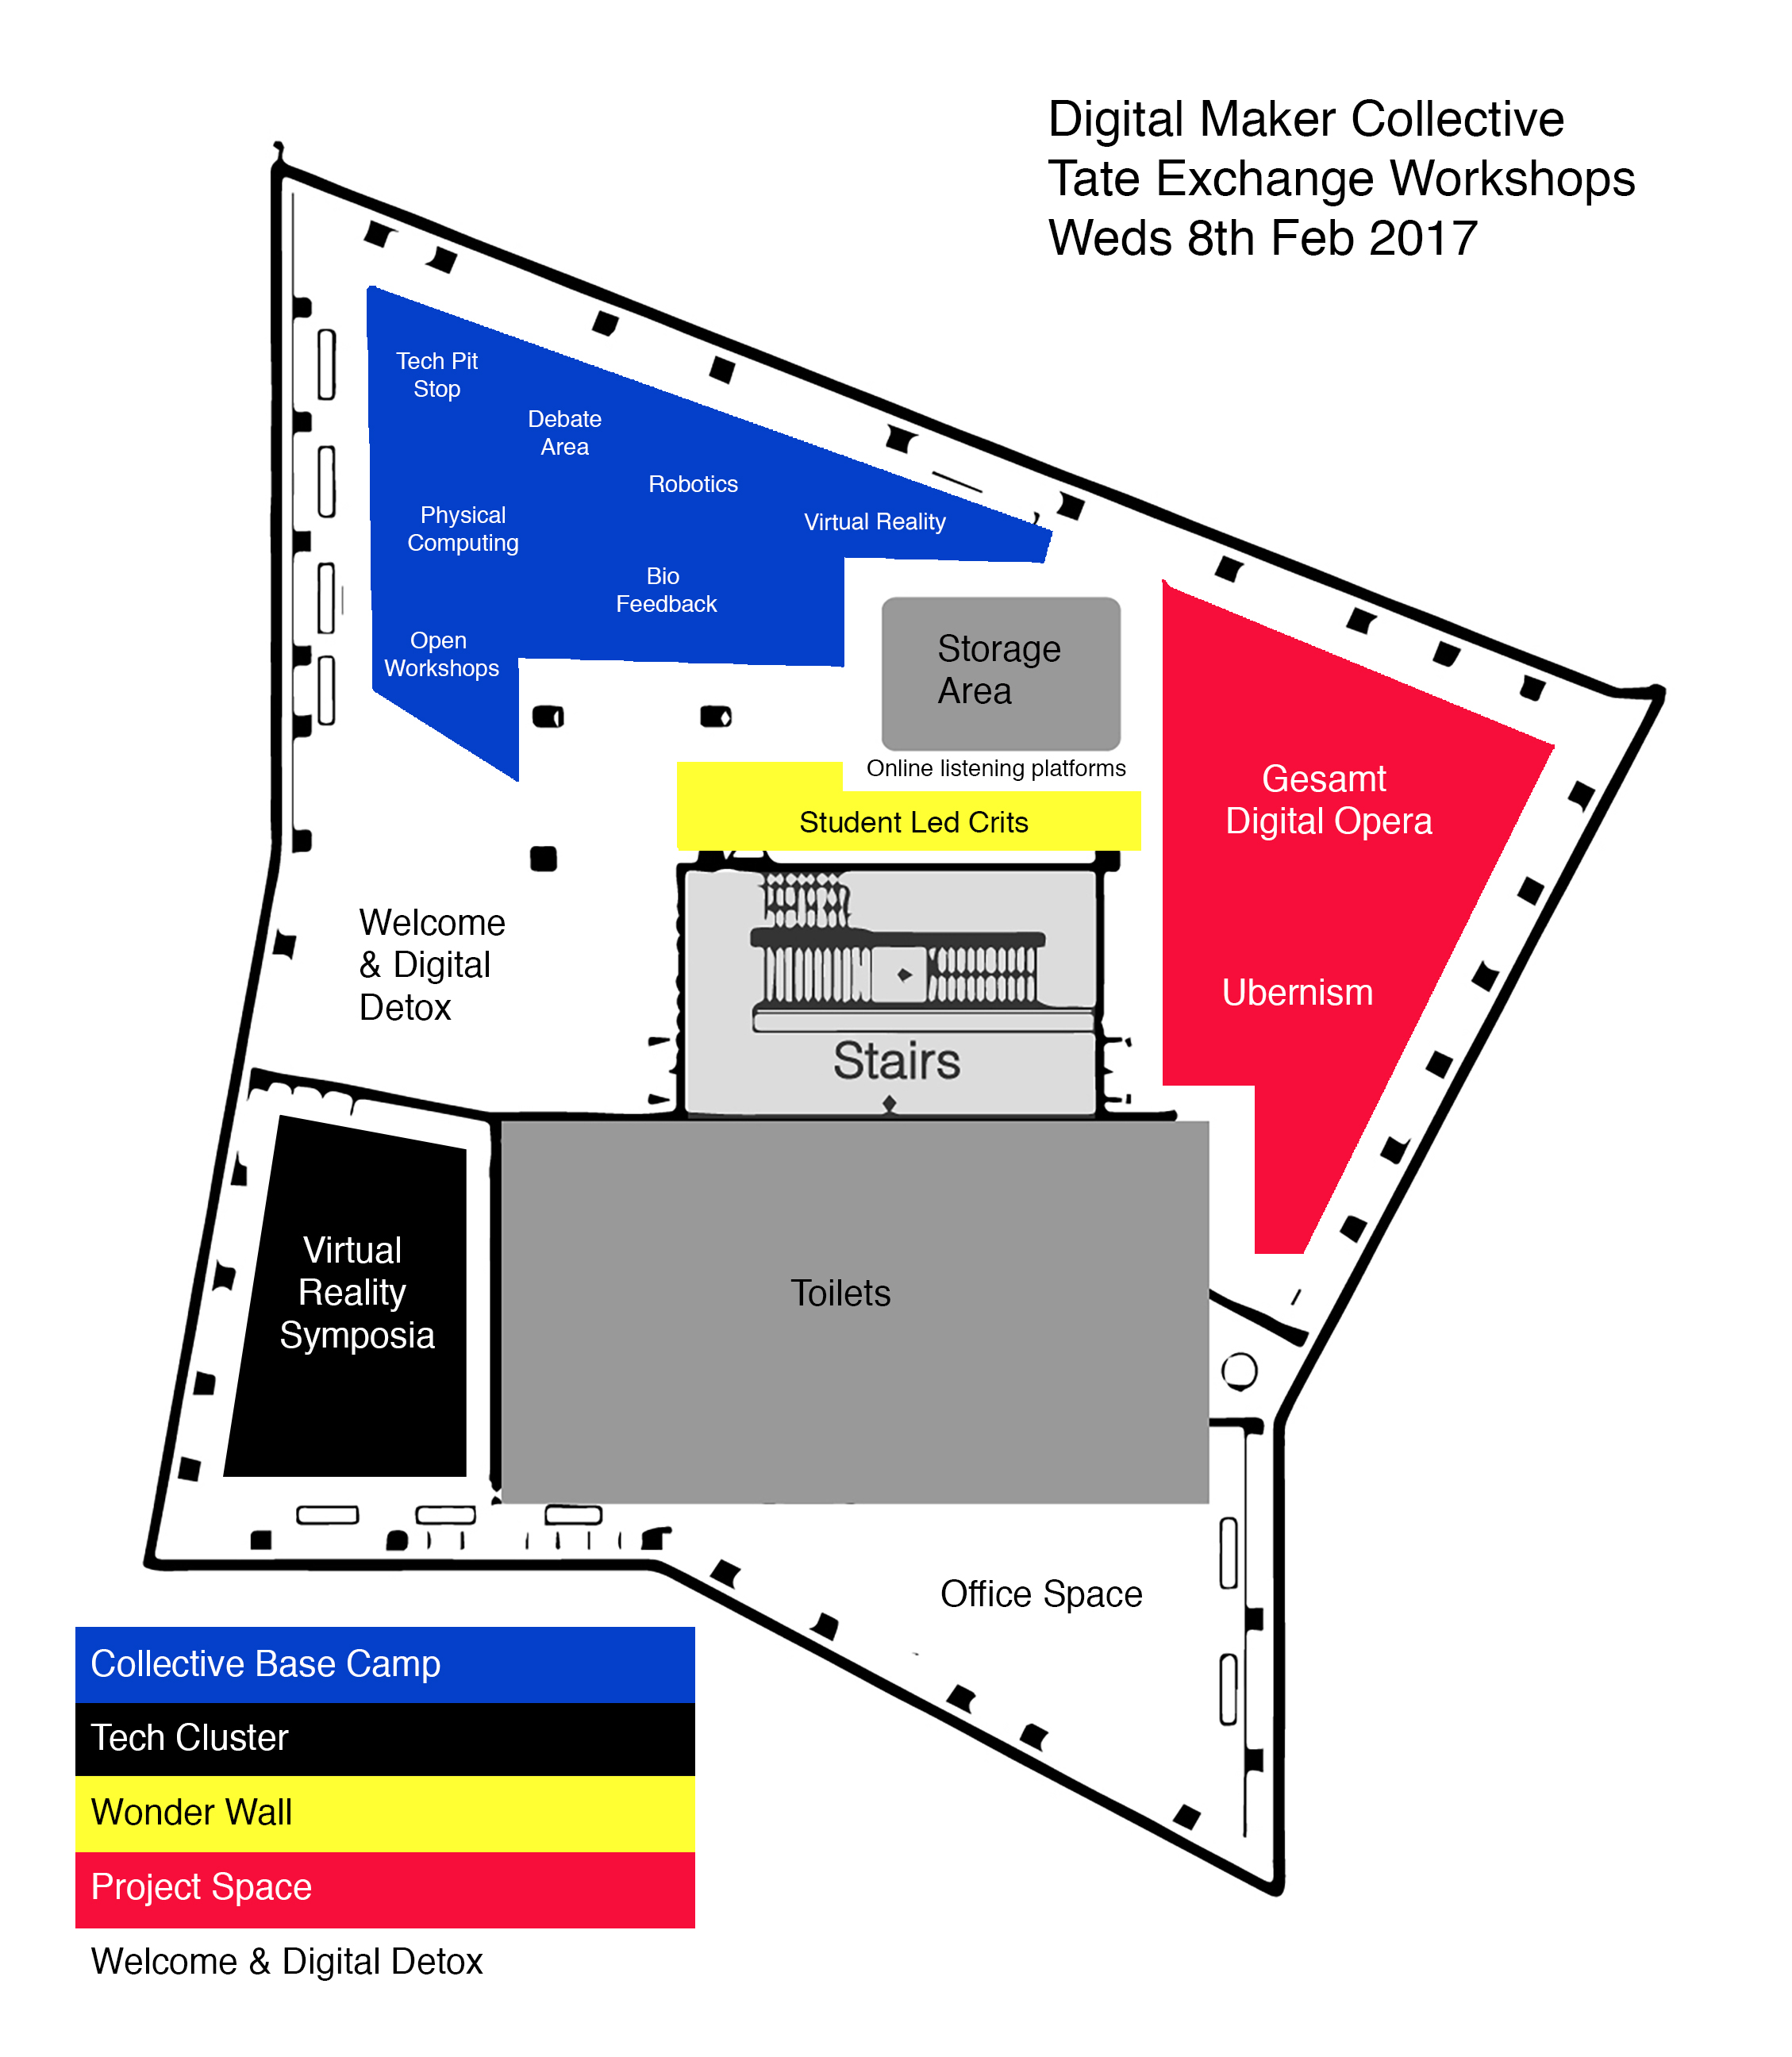 Digital Maker Collective
Tate Exchange Workshops
Weds 8th Feb 2017
Tech Pit
Stop
Debate
Area
Robotics
Virtual Reality
Physical
Computing
Bio
Feedback
Open
Workshops
Storage
Area
Online listening platforms
Student Led Crits
Gesamt
Digital Opera
Ubernism
Welcome
& Digital
Detox
Stairs
Virtual
Reality
Symposia
Toilets
Office Space
Collective Base Camp
Tech Cluster
Wonder Wall
Project Space
Welcome & Digital Detox